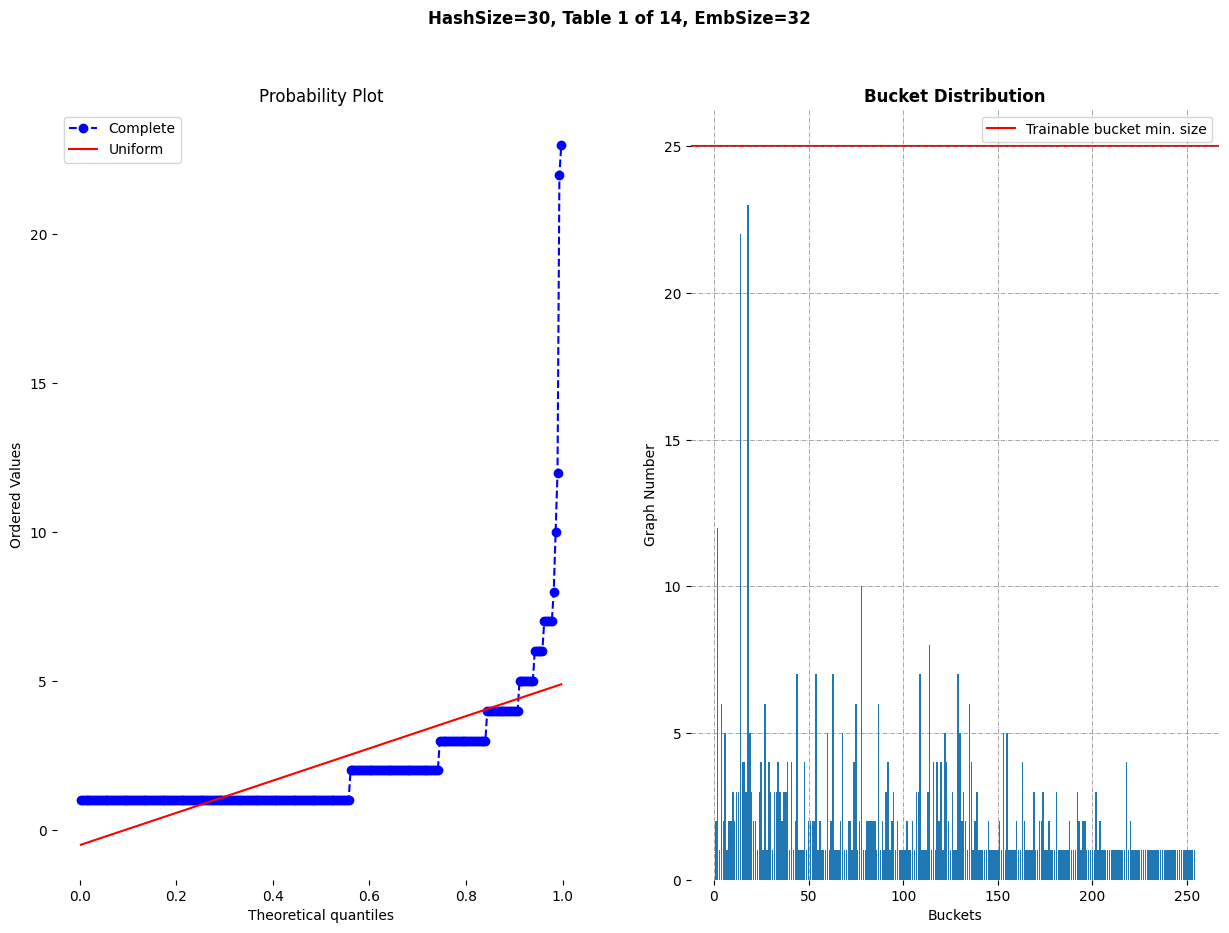 HashSize=30, Table 1 of 14, EmbSize=32
Probability Plot
Complete
Uniform
Ordered Values
20
15
10
5
0
0.0 0.2 0.4 0.6 0.8 1.0
Theoretical quantiles
Bucket Distribution
Trainable bucket min. size
Graph Number
25
20
15
10
5
0
0 50 100 150 200 250
Buckets